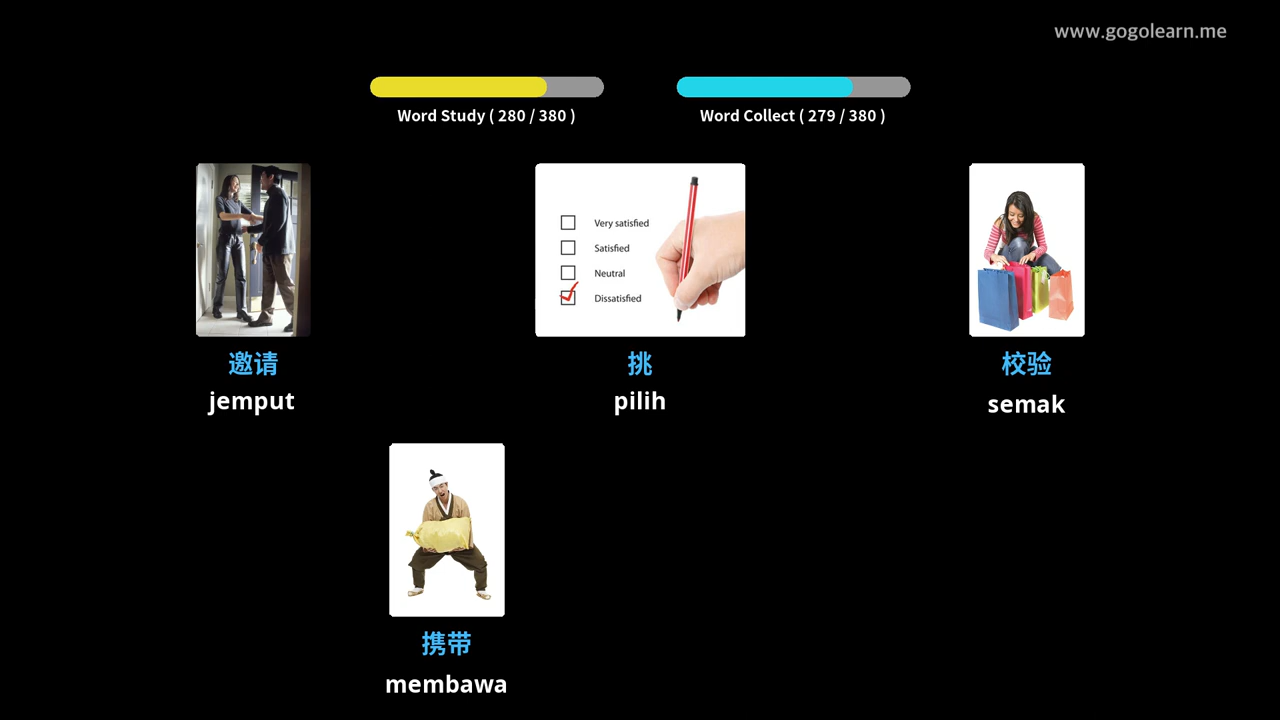 www.gogolearn.me
Word Study ( 280 / 380 )
Word Collect ( 279 / 380 )
Very satisfied
Satisfied
Neutral
Dissatisfied
邀请
挑
校验
jemput
pilih
semak
携带
membawa